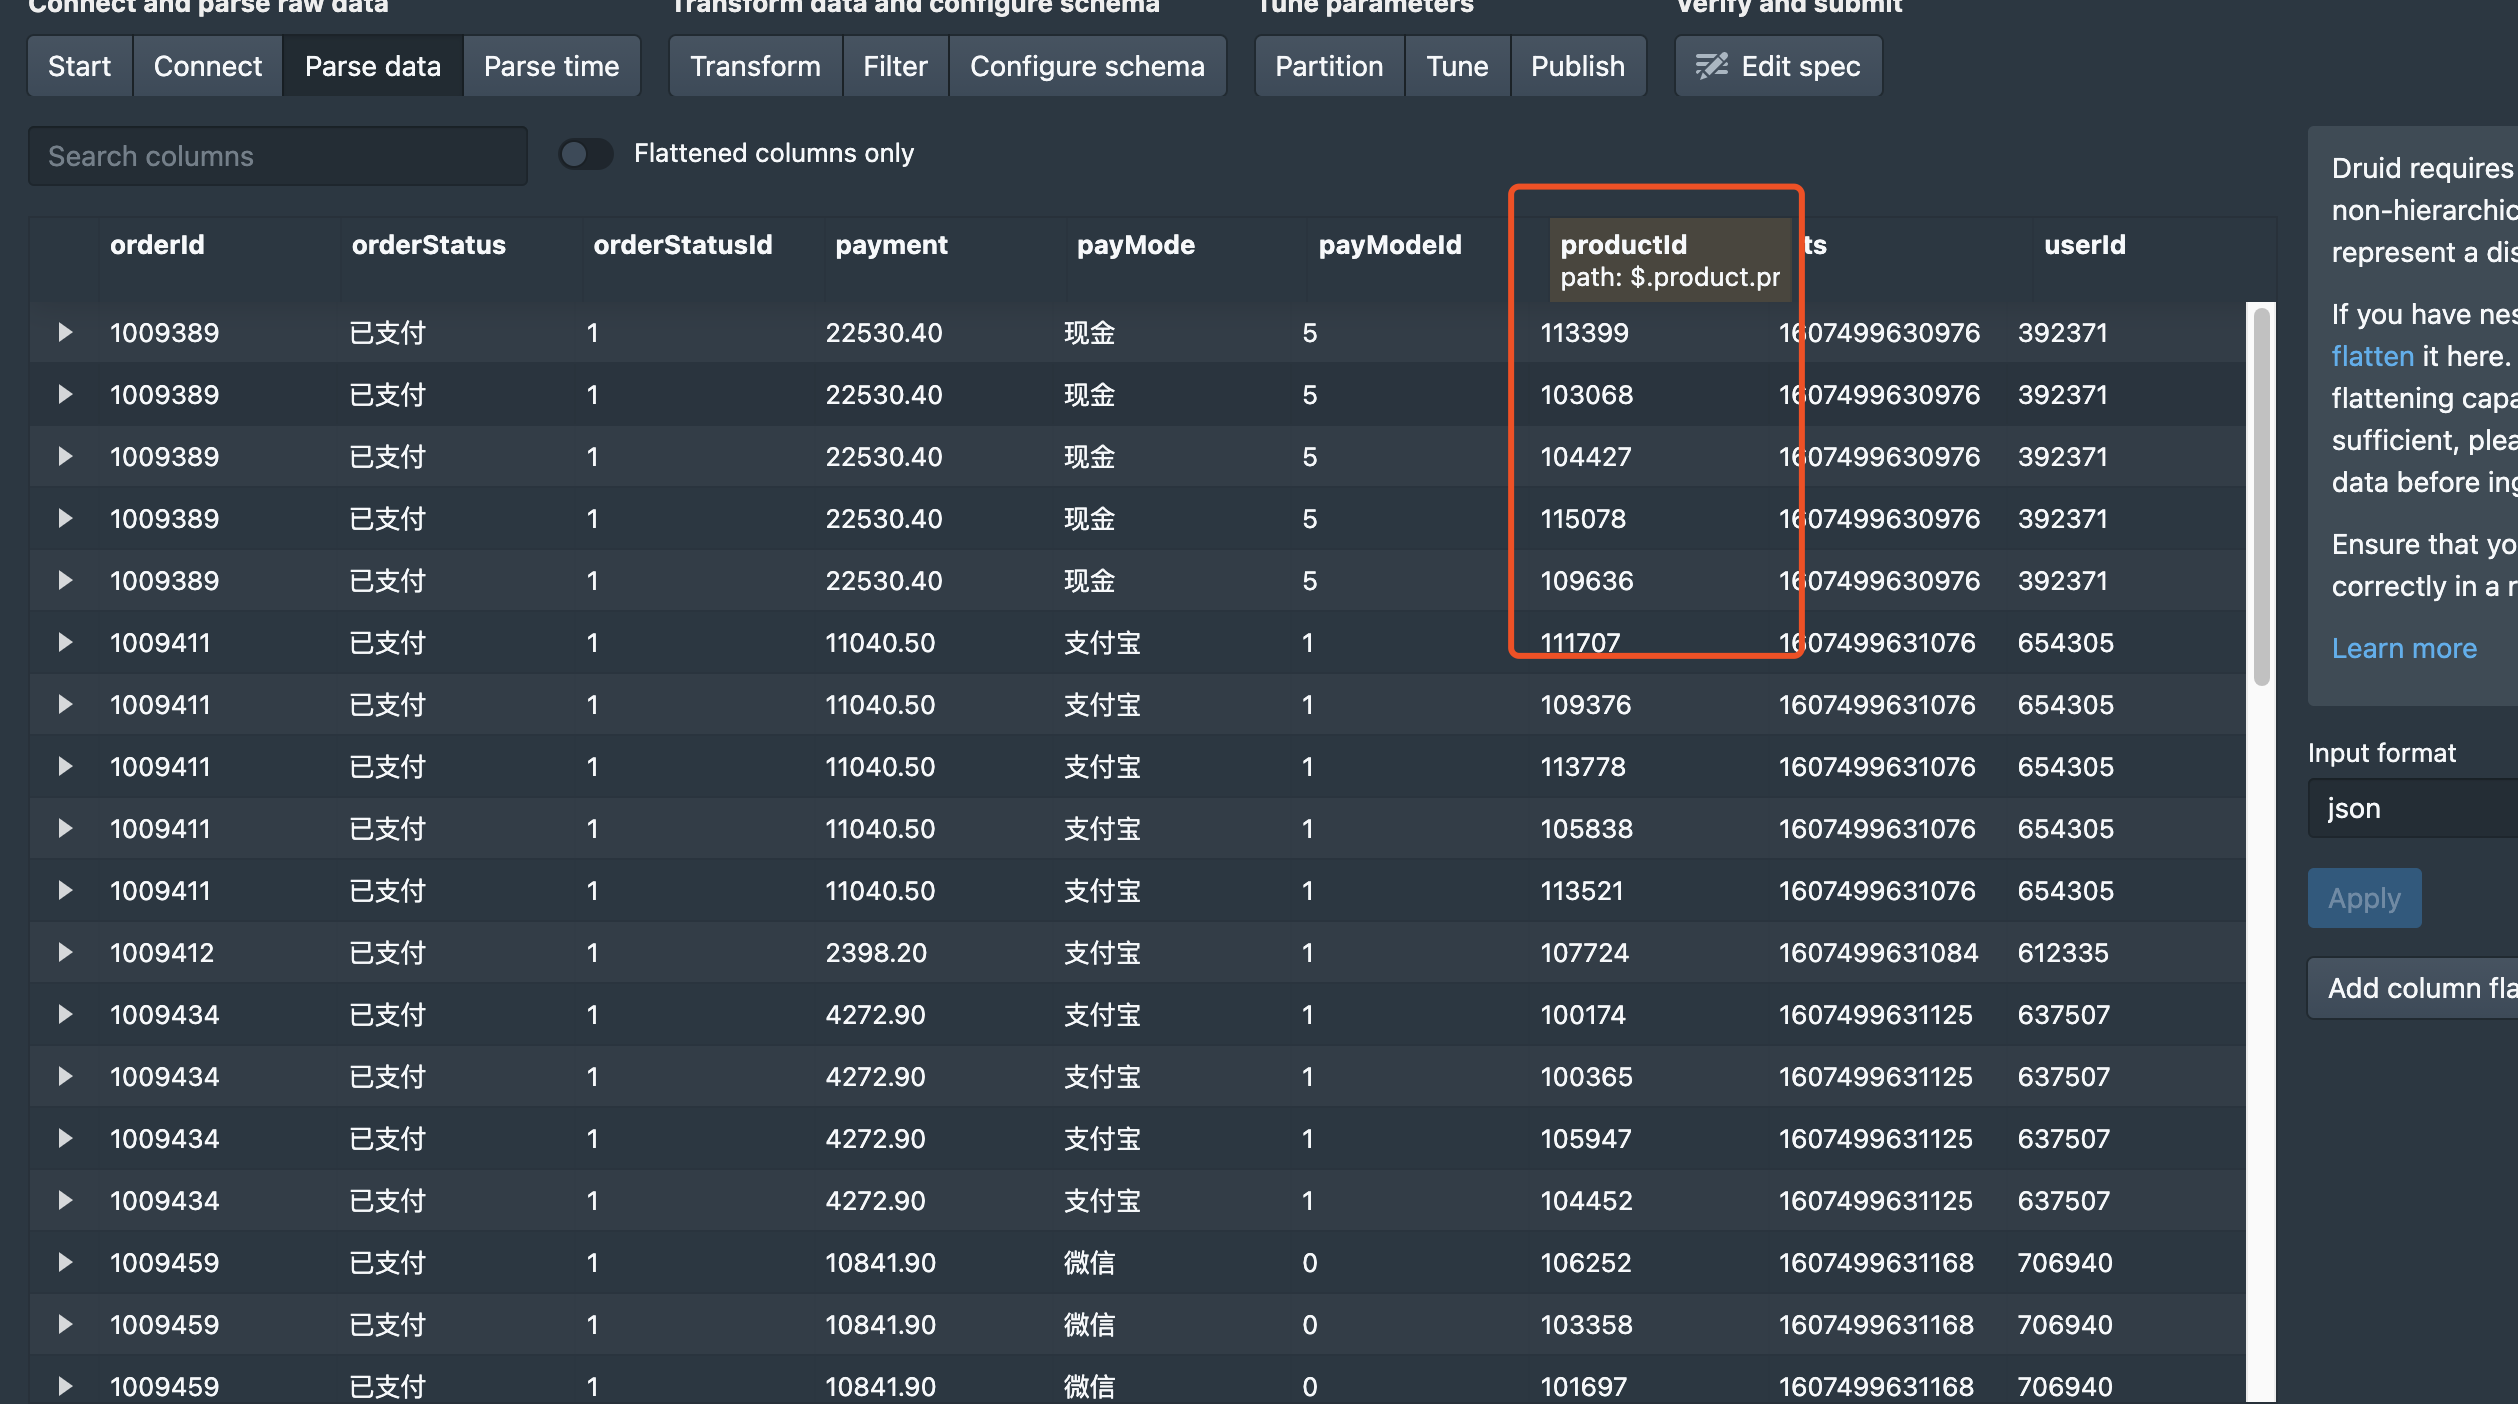 Connect and parse raw data Transform data and configure schema Tune parameters Verify and submit
Start Connect Parse data Parse time Transform Filter Configure schema Partition Tune Publish Edit spec
Search columns Flattened columns only
orderId orderStatus orderStatusId payment payMode payModeId productId ts userId
path: $.product.pr
1009389 已支付 1 22530.40 现金 5 113399 1607499630976 392371
1009389 已支付 1 22530.40 现金 5 103068 1607499630976 392371
1009389 已支付 1 22530.40 现金 5 104427 1607499630976 392371
1009389 已支付 1 22530.40 现金 5 115078 1607499630976 392371
1009389 已支付 1 22530.40 现金 5 109636 1607499630976 392371
1009411 已支付 1 11040.50 支付宝 1 111707 1607499631076 654305
1009411 已支付 1 11040.50 支付宝 1 109376 1607499631076 654305
1009411 已支付 1 11040.50 支付宝 1 113778 1607499631076 654305
1009411 已支付 1 11040.50 支付宝 1 105838 1607499631076 654305
1009411 已支付 1 11040.50 支付宝 1 113521 1607499631076 654305
1009412 已支付 1 2398.20 支付宝 1 107724 1607499631084 612335
1009434 已支付 1 4272.90 支付宝 1 100174 1607499631125 637507
1009434 已支付 1 4272.90 支付宝 1 100365 1607499631125 637507
1009434 已支付 1 4272.90 支付宝 1 105947 1607499631125 637507
1009434 已支付 1 4272.90 支付宝 1 104452 1607499631125 637507
1009459 已支付 1 10841.90 微信 0 106252 1607499631168 706940
1009459 已支付 1 10841.90 微信 0 103358 1607499631168 706940
1009459 已支付 1 10841.90 微信 0 101697 1607499631168 706940
Druid requires
non-hierarchic
represent a dis
If you have nes
flatten it here.
flattening capa
sufficient, plea
data before ing
Ensure that yo
correctly in a r
Learn more
Input format
json
Apply
Add column fla